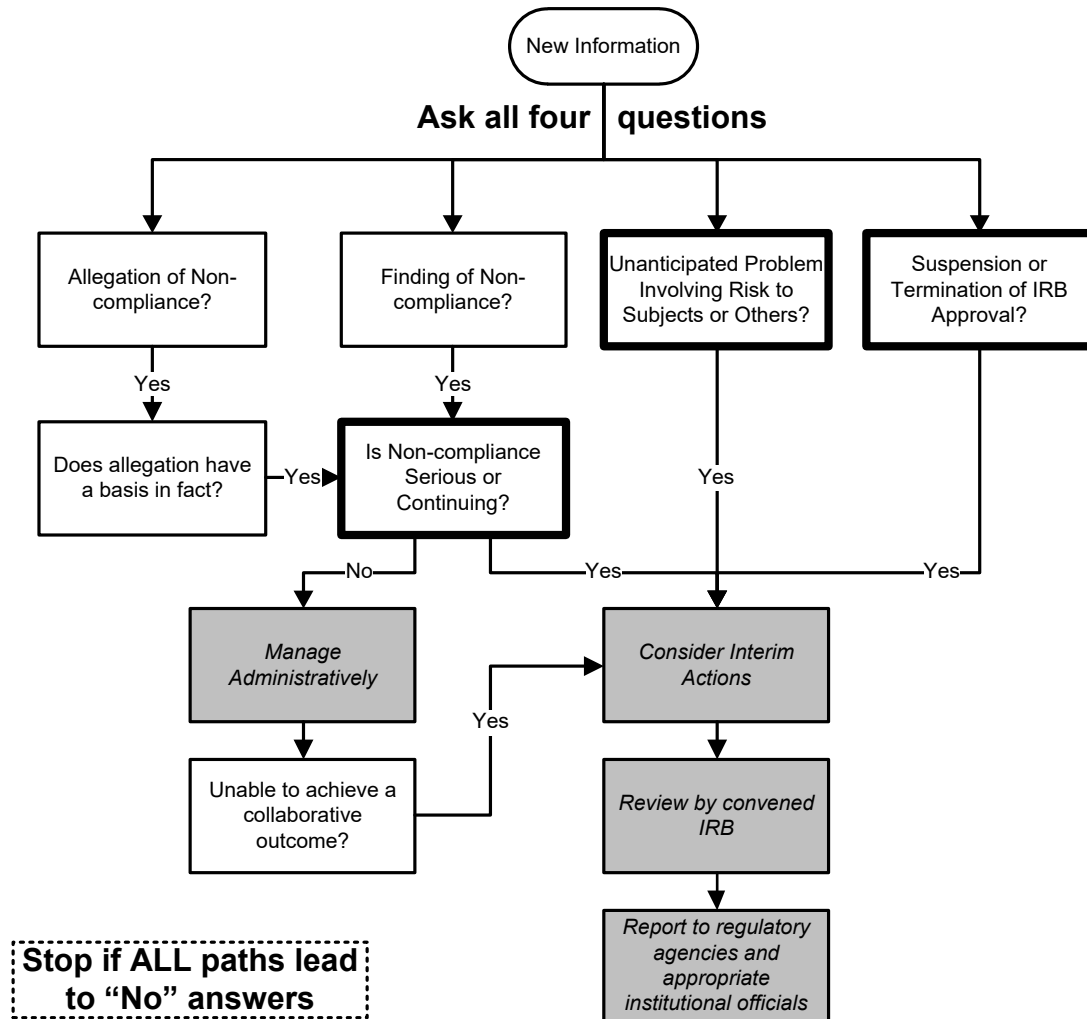 New Information
Ask all four questions
Allegation of Non-
compliance?
Finding of Non-
compliance?
Unanticipated Problem
Involving Risk to
Subjects or Others?
Suspension or
Termination of IRB
Approval?
Yes
Yes
Does allegation have
a basis in fact?
Yes
Is Non-compliance
Serious or
Continuing?
Yes
No
Yes
Yes
Manage
Administratively
Consider Interim
Actions
Yes
Unable to achieve a
collaborative
outcome?
Review by convened
IRB
Report to regulatory
agencies and
appropriate
institutional officials
Stop if ALL paths lead
to “No” answers